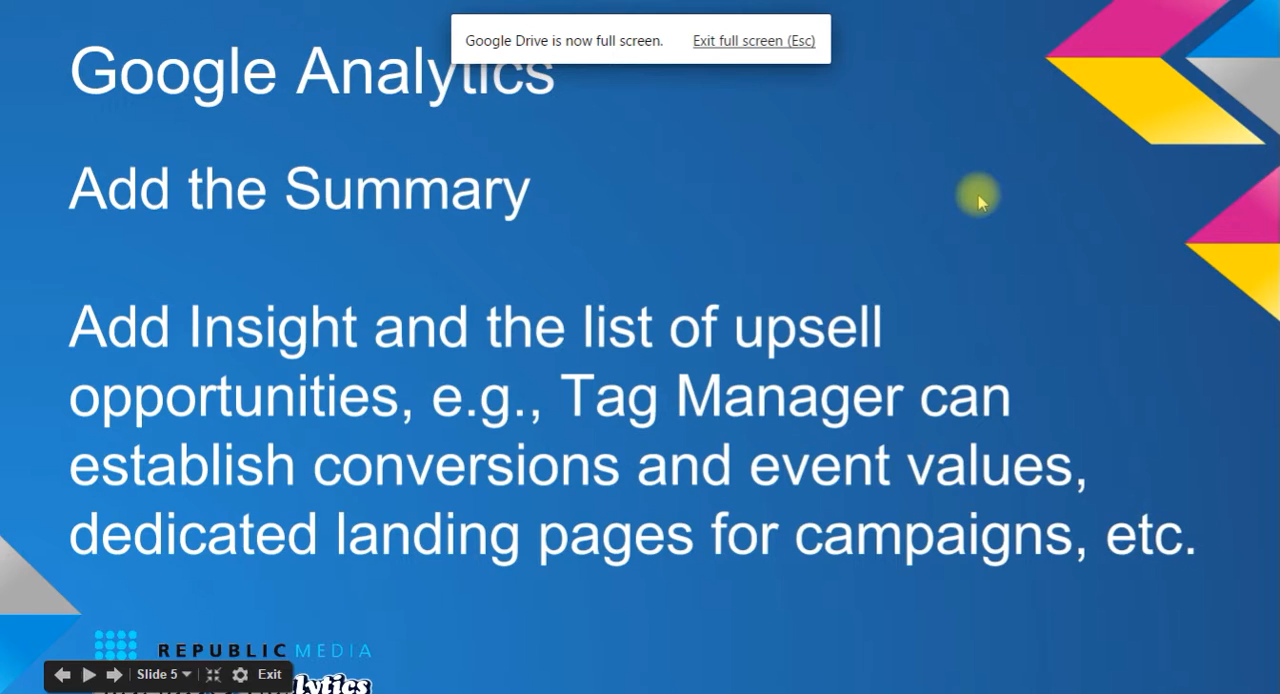 Google Drive is now full screen. Exit full screen (Esc)
Google Analytics
Add the Summary
Add Insight and the list of upsell
opportunities, e.g., Tag Manager can
establish conversions and event values,
dedicated landing pages for campaigns, etc.
REPUBLIC MEDIA
Slide 5 Exit